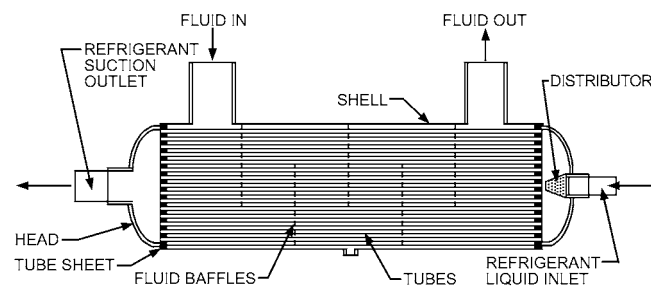 FLUID IN
FLUID OUT
REFRIGERANT
SUCTION
OUTLET
SHELL
DISTRIBUTOR
HEAD
TUBE SHEET
FLUID BAFFLES
TUBES
REFRIGERANT
LIQUID INLET